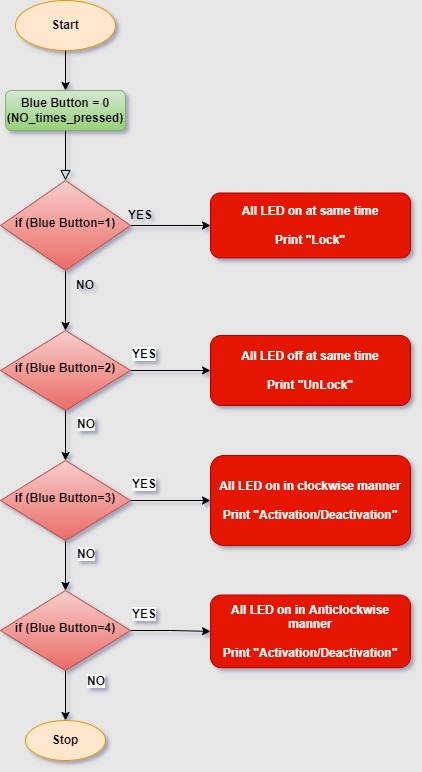 Start
Blue Button = 0
(NO_times_pressed)
if (Blue Button=1)
YES
All LED on at same time
Print "Lock"
NO
if (Blue Button=2)
YES
All LED off at same time
Print "UnLock"
NO
if (Blue Button=3)
YES
All LED on in clockwise manner
Print "Activation/Deactivation"
NO
if (Blue Button=4)
YES
All LED on in Anticlockwise
manner
Print "Activation/Deactivation"
NO
Stop